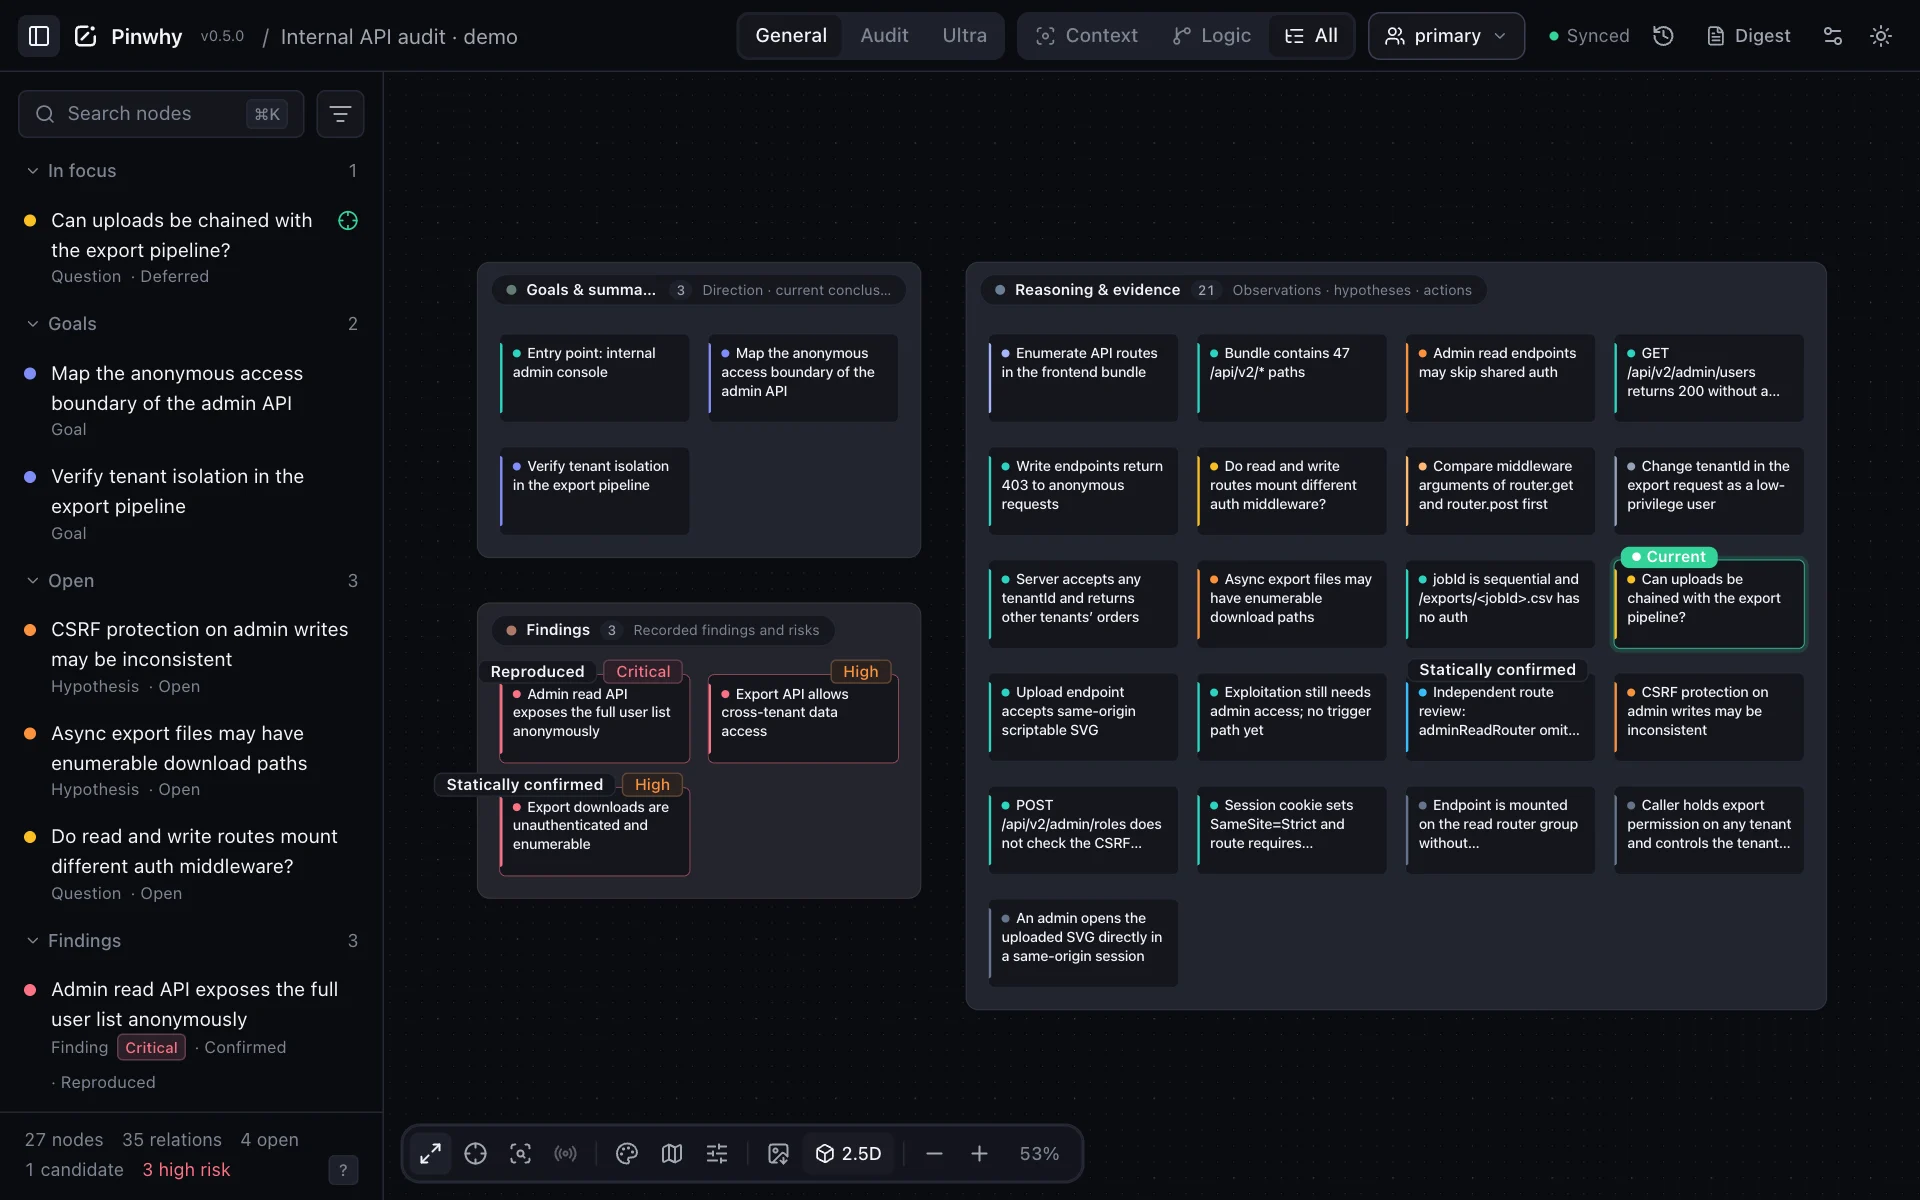 Pinwhy v0.5.0 / Internal API audit · demo
General Audit Ultra
Context Logic All
primary
Synced
Digest
Search nodes ⌘K
In focus 1
Can uploads be chained with
the export pipeline?
Question · Deferred
Goals 2
Map the anonymous access
boundary of the admin API
Goal
Verify tenant isolation in the
export pipeline
Goal
Open 3
CSRF protection on admin writes
may be inconsistent
Hypothesis · Open
Async export files may have
enumerable download paths
Hypothesis · Open
Do read and write routes mount
different auth middleware?
Question · Open
Findings 3
Admin read API exposes the full
user list anonymously
Finding Critical · Confirmed
· Reproduced
27 nodes 35 relations 4 open
1 candidate 3 high risk
?
Goals & summa... 3 Direction · current conclus...
Entry point: internal
admin console
Map the anonymous
access boundary of the
admin API
Verify tenant isolation
in the export pipeline
Findings 3 Recorded findings and risks
Reproduced Critical
Admin read API
exposes the full user list
anonymously
High
Export API allows
cross-tenant data
access
Statically confirmed High
Export downloads are
unauthenticated and
enumerable
Reasoning & evidence 21 Observations · hypotheses · actions
Enumerate API routes
in the frontend bundle
Bundle contains 47
/api/v2/* paths
Admin read endpoints
may skip shared auth
GET
/api/v2/admin/users
returns 200 without a...
Write endpoints return
403 to anonymous
requests
Do read and write
routes mount different
auth middleware?
Compare middleware
arguments of router.get
and router.post first
Change tenantId in the
export request as a low-
privilege user
Server accepts any
tenantId and returns
other tenants’ orders
Async export files may
have enumerable
download paths
jobId is sequential and
/exports/<jobId>.csv has
no auth
Current
Can uploads be
chained with the export
pipeline?
Upload endpoint
accepts same-origin
scriptable SVG
Exploitation still needs
admin access; no trigger
path yet
Statically confirmed
Independent route
review:
adminReadRouter omit...
CSRF protection on
admin writes may be
inconsistent
POST
/api/v2/admin/roles does
not check the CSRF...
Session cookie sets
SameSite=Strict and
route requires...
Endpoint is mounted
on the read router group
without...
Caller holds export
permission on any tenant
and controls the tenant...
An admin opens the
uploaded SVG directly in
a same-origin session
2.5D
53%